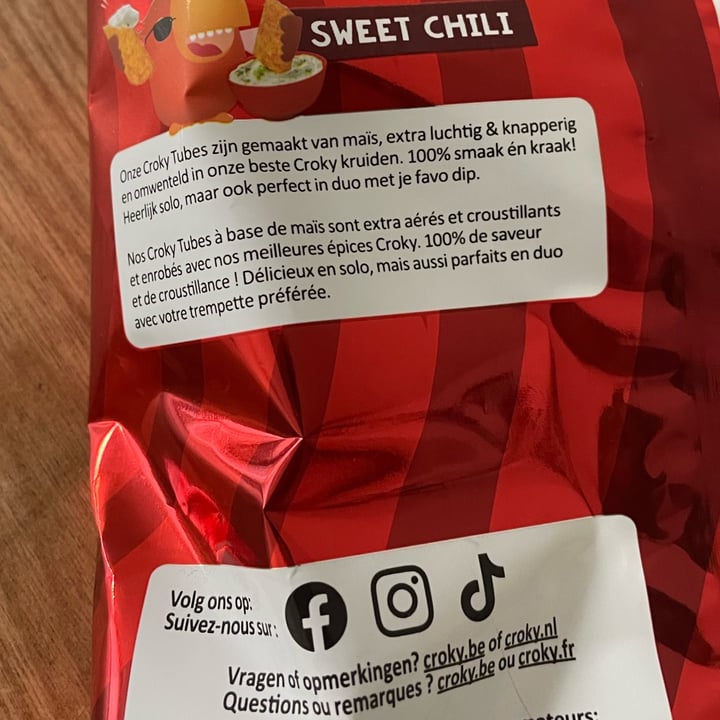 SWEET CHILI
Onze Croky Tubes zijn gemaakt van maïs, extra luchtig & knapperig
en omwenteld in onze beste Croky kruiden. 100% smaak én kraak!
Heerlijk solo, maar ook perfect in duo met je favo dip.
Nos Croky Tubes à base de maïs sont extra aérés et croustillants
et enrobés avec nos meilleures épices Croky. 100% de saveur
et de croustillance ! Délicieux en solo, mais aussi parfaits en duo
avec votre trempette préférée.
Volg ons op:
Suivez-nous sur :
Vragen of opmerkingen? croky.be of croky.nl
Questions ou remarques ? croky.be ou croky.fr